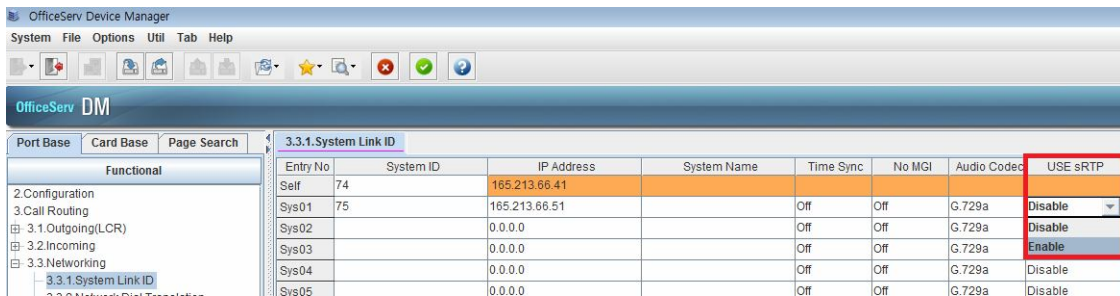 OfficeServ Device Manager
System File Options Util Tab Help
OfficeServ DM
Port Base Card Base Page Search
Functional
2.Configuration
3.Call Routing
3.1.Outgoing(LCR)
3.2.Incoming
3.3.Networking
3.3.1.System Link ID
3.3.1.System Link ID
Entry No System ID IP Address System Name Time Sync No MGI Audio Codec USE sRTP
Self 74 165.213.66.41
Sys01 75 165.213.66.51 Off Off G.729a Disable
Sys02 0.0.0.0 Off Off G.729a Disable
Sys03 0.0.0.0 Off Off G.729a Enable
Sys04 0.0.0.0 Off Off G.729a Disable
Sys05 0.0.0.0 Off Off G.729a Disable